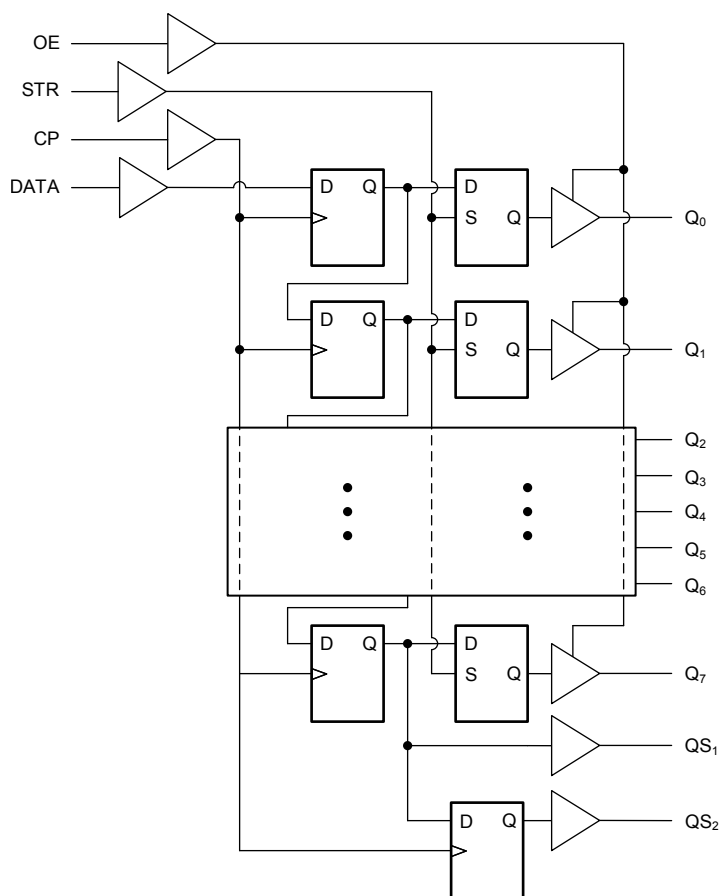 OE
STR
CP
DATA
D Q D
S Q
Q0
D Q D
S Q
Q1
Q2
Q3
Q4
Q5
Q6
D Q D
S Q
Q7
QS1
D Q
QS2